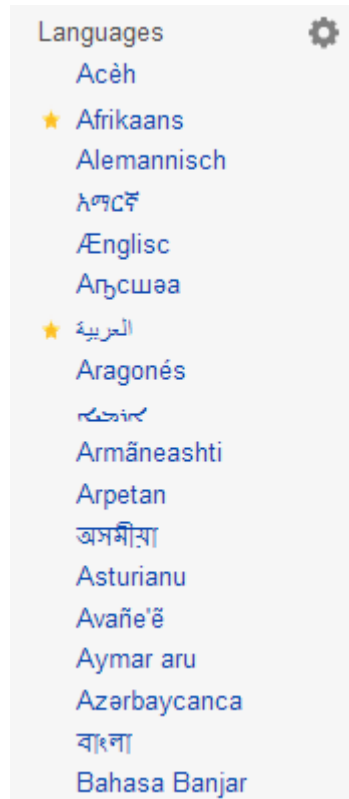 Languages
Acèh
Afrikaans
Alemannisch
አማርኛ
Ænglisc
Аҧсшәа
العربية
Aragonés
ܐܪܡܝܐ
Armãneashti
Arpetan
অসমীয়া
Asturianu
Avañe'ẽ
Aymar aru
Azərbaycanca
বাংলা
Bahasa Banjar